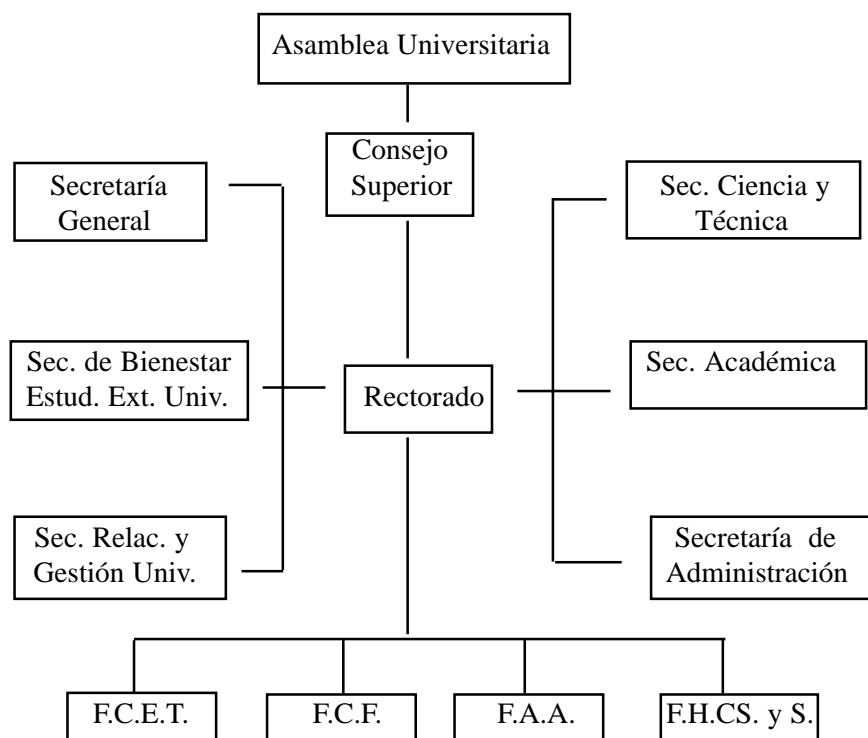 Asamblea Universitaria
Consejo
Superior
Secretaría
General
Sec. Ciencia y
Técnica
Sec. de Bienestar
Estud. Ext. Univ.
Rectorado
Sec. Académica
Sec. Relac. y
Gestión Univ.
Secretaría de
Administración
F.C.E.T.
F.C.F.
F.A.A.
F.H.CS. y S.